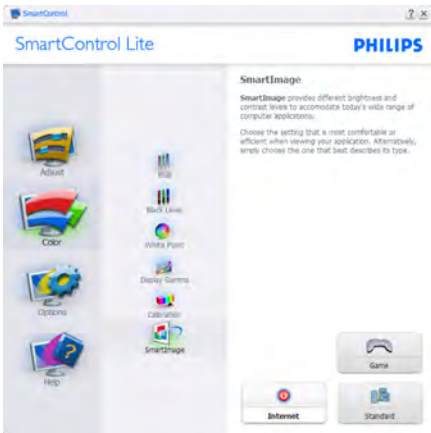 SmartControl
? x
SmartControl Lite
PHILIPS
SmartImage
SmartImage provides different brightness and
contrast levels to accomodate today's wide range of
computer applications.
Choose the setting that is most comfortable or
efficient when viewing your application. Alternatively,
simply choose the one that best describes its type.
Adjust
Color
Options
Help
RGB
Black Level
White Point
Display Gamma
Calibration
SmartImage
Game
Internet
Standard